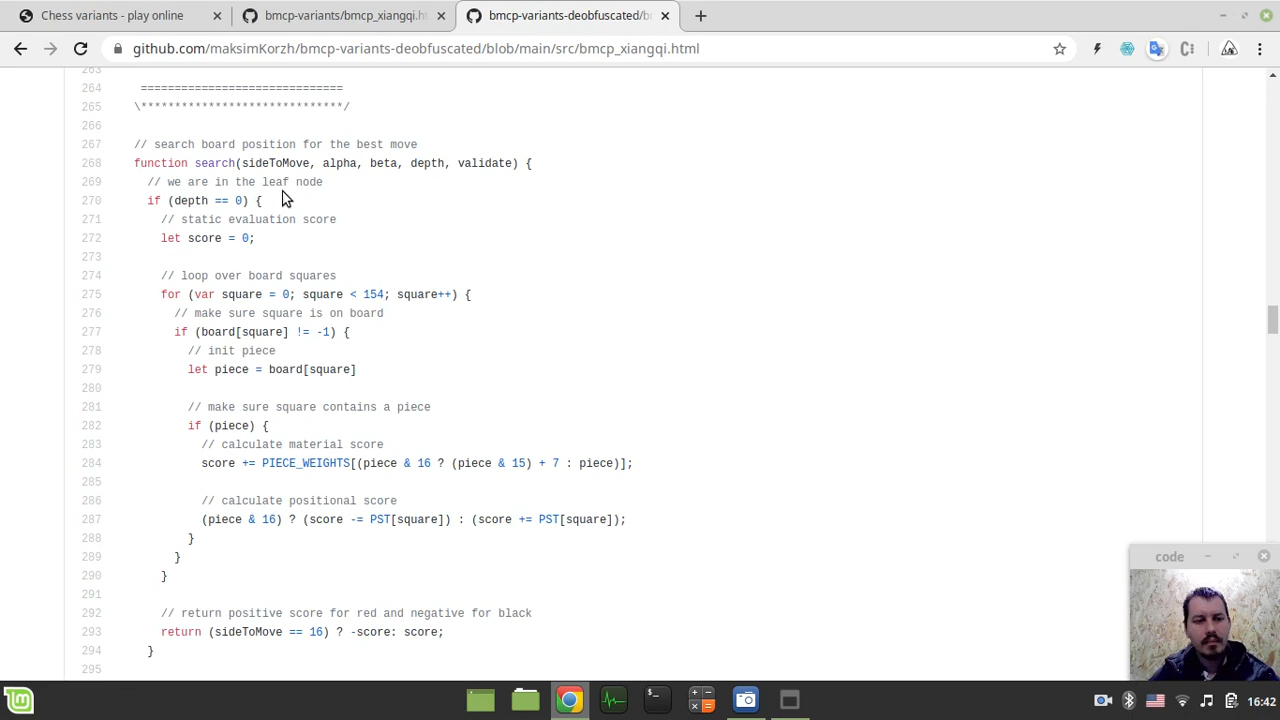 Chess variants - play online
bmcp-variants/bmcp_xiangqi.ht
bmcp-variants-deobfuscated/b
github.com/maksimKorzh/bmcp-variants-deobfuscated/blob/main/src/bmcp_xiangqi.html
263
264 =============================
265 \******************************/
266
267 // search board position for the best move
268 function search(sideToMove, alpha, beta, depth, validate) {
269 // we are in the leaf node
270 if (depth == 0) {
271 // static evaluation score
272 let score = 0;
273
274 // loop over board squares
275 for (var square = 0; square < 154; square++) {
276 // make sure square is on board
277 if (board[square] != -1) {
278 // init piece
279 let piece = board[square]
280
281 // make sure square contains a piece
282 if (piece) {
283 // calculate material score
284 score += PIECE_WEIGHTS[(piece & 16 ? (piece & 15) + 7 : piece)];
285
286 // calculate positional score
287 (piece & 16) ? (score -= PST[square]) : (score += PST[square]);
288 }
289 }
290 }
291
292 // return positive score for red and negative for black
293 return (sideToMove == 16) ? -score: score;
294 }
295
code
16:42